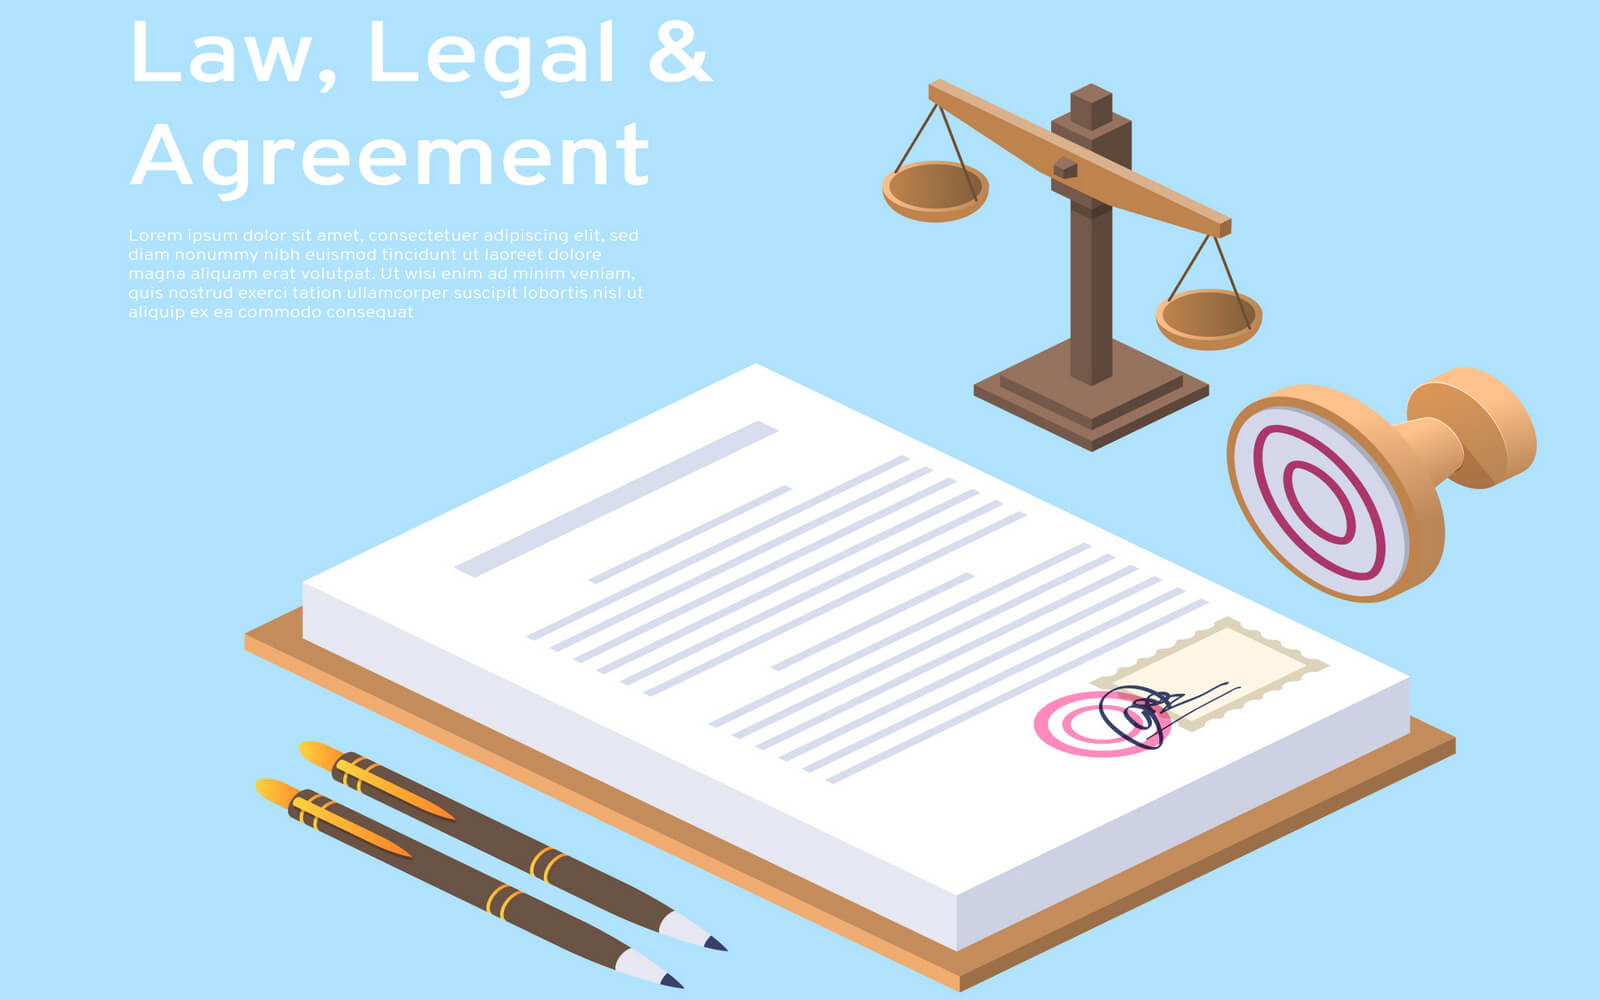 Law, Legal &
Agreement
Lorem ipsum dolor sit amet, consectetuer adipiscing elit, sed
diam nonummy nibh euismod tincidunt ut laoreet dolore
magna aliquam erat volutpat. Ut wisi enim ad minim veniam,
quis nostrud exerci tation ullamcorper suscipit lobortis nisl ut
aliquip ex ea commodo consequat